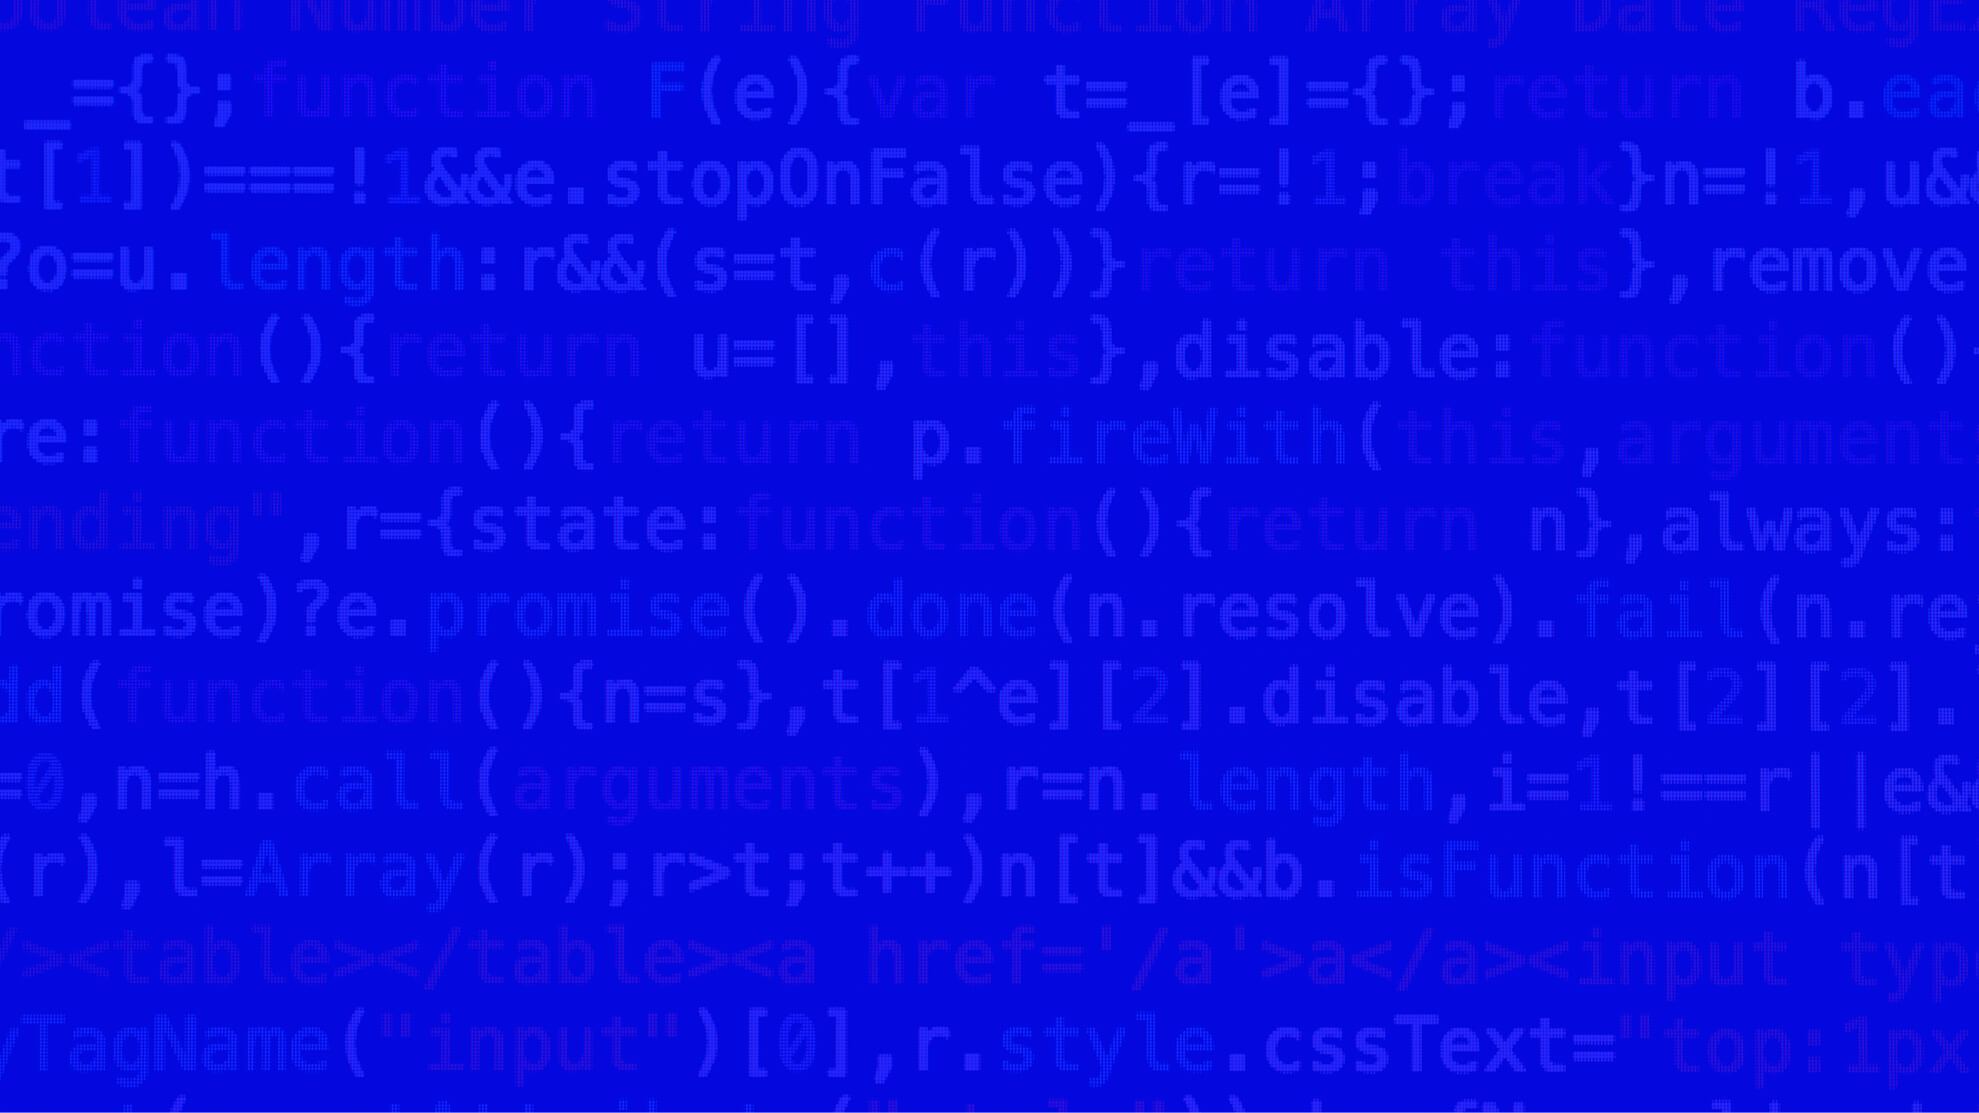 oolean Number String Function Array Date RegE
_={};function F(e){var t=_[e]={};return b.ea
t[1])===!1&&e.stopOnFalse){r=!1;break}n=!1,u&
?o=u.length:r&&(s=t,c(r))}return this},remove
nction(){return u=[],this},disable:function()
re:function(){return p.fireWith(this,argument
ending",r={state:function(){return n},always:
romise)?e.promise().done(n.resolve).fail(n.re
dd(function(){n=s},t[1^e][2].disable,t[2][2].
=0,n=h.call(arguments),r=n.length,i=1!==r||e&
(r),l=Array(r);r>t;t++)n[t]&&b.isFunction(n[t
/><table></table><a href='/a'>a</a><input typ
yTagName("input")[0],r.style.cssText="top:1px